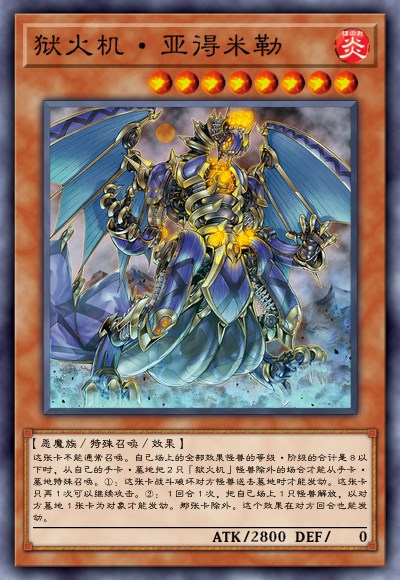 狱火机·亚得米勒
ほのお
炎
【恶魔族／特殊召唤／效果】
这张卡不能通常召唤。自己场上的全部效果怪兽的等级·阶级的合计是8以
下时，从自己的手卡·墓地把2只「狱火机」怪兽除外的场合才能从手卡·
墓地特殊召唤。①：这张卡战斗破坏对方怪兽送去墓地时才能发动。这张卡
只再1次可以继续攻击。②：1回合1次，把自己场上1只怪兽解放，以对
方墓地1张卡为对象才能发动。那张卡除外。这个效果在对方回合也能发
动。
ATK/2800 DEF/ 0